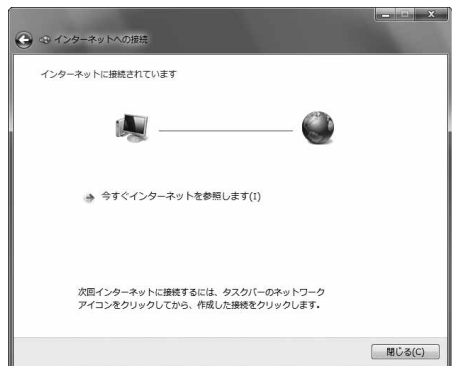 インターネットへの接続
インターネットに接続されています
今すぐインターネットを参照します(I)
次回インターネットに接続するには、タスクバーのネットワーク
アイコンをクリックしてから、作成した接続をクリックします。
閉じる(C)